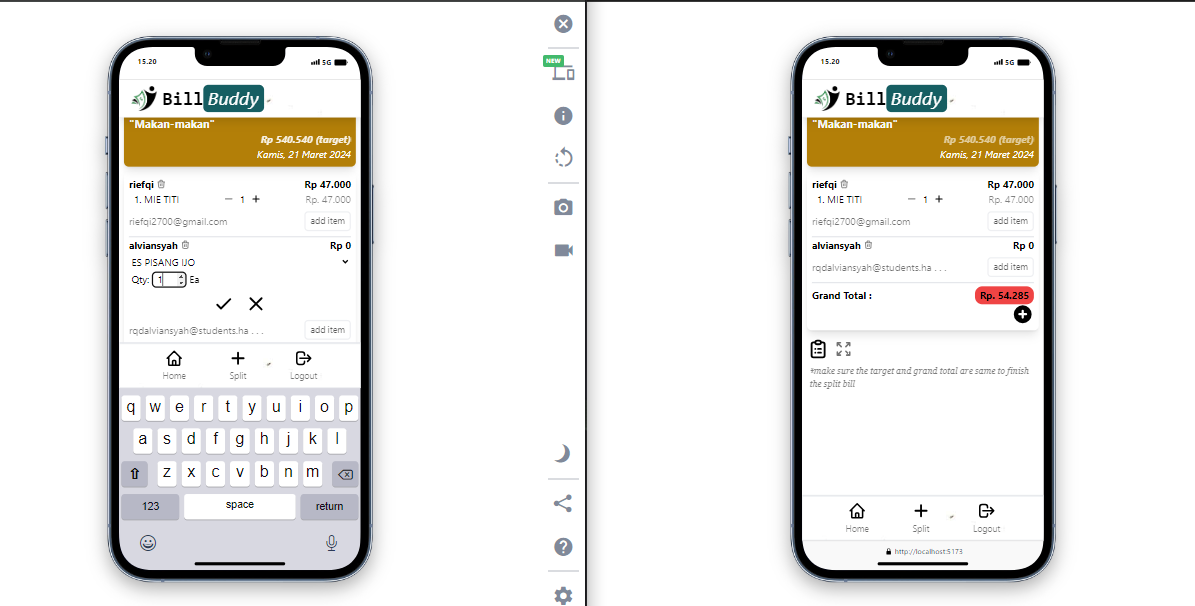 15.20
5G
Bill Buddy
"Makan-makan"
Rp 540.540 (target)
Kamis, 21 Maret 2024
riefqi Rp 47.000
1. MIE TITI − 1 + Rp. 47.000
riefqi2700@gmail.com add item
alviansyah Rp 0
ES PISANG IJO
Qty: 1 Ea
rqdalviansyah@students.ha . . . add item
Home Split Logout
q w e r t y u i o p
a s d f g h j k l
z x c v b n m
123 space return
NEW
15.20
5G
Bill Buddy
"Makan-makan"
Rp 540.540 (target)
Kamis, 21 Maret 2024
riefqi Rp 47.000
1. MIE TITI − 1 + Rp. 47.000
riefqi2700@gmail.com add item
alviansyah Rp 0
rqdalviansyah@students.ha . . . add item
Grand Total : Rp. 54.285
*make sure the target and grand total are same to finish
the split bill
Home Split Logout
http://localhost:5173